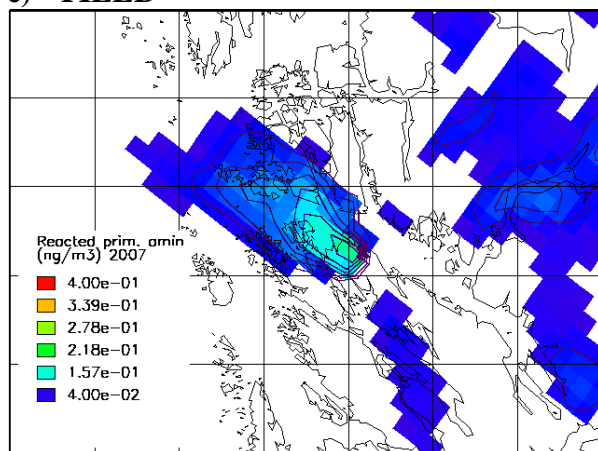 Reacted prim. amin
(ng/m3) 2007
4.00e-01
3.39e-01
2.78e-01
2.18e-01
1.57e-01
4.00e-02